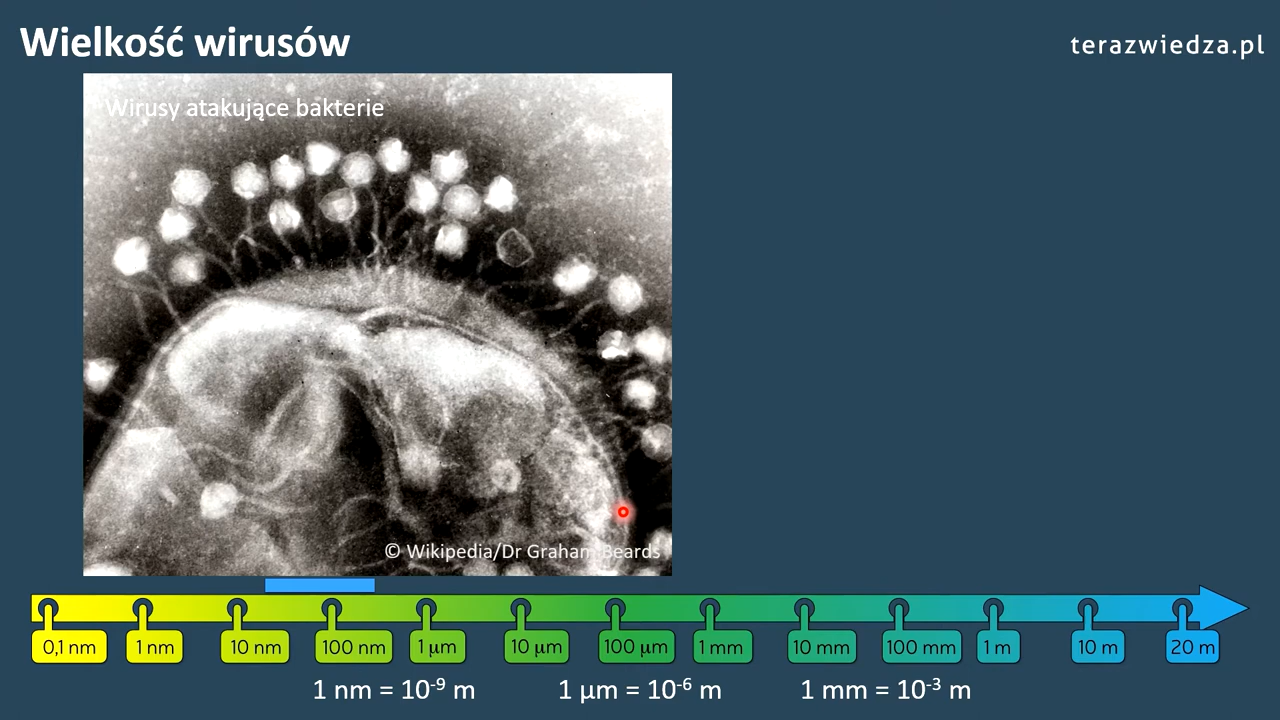 Wielkość wirusów
terazwiedza.pl
Wirusy atakujące bakterie
© Wikipedia/Dr Graham Beards
0,1 nm 1 nm 10 nm 100 nm 1 µm 10 µm 100 µm 1 mm 10 mm 100 mm 1 m 10 m 20 m
1 nm = 10⁻⁹ m 1 µm = 10⁻⁶ m 1 mm = 10⁻³ m